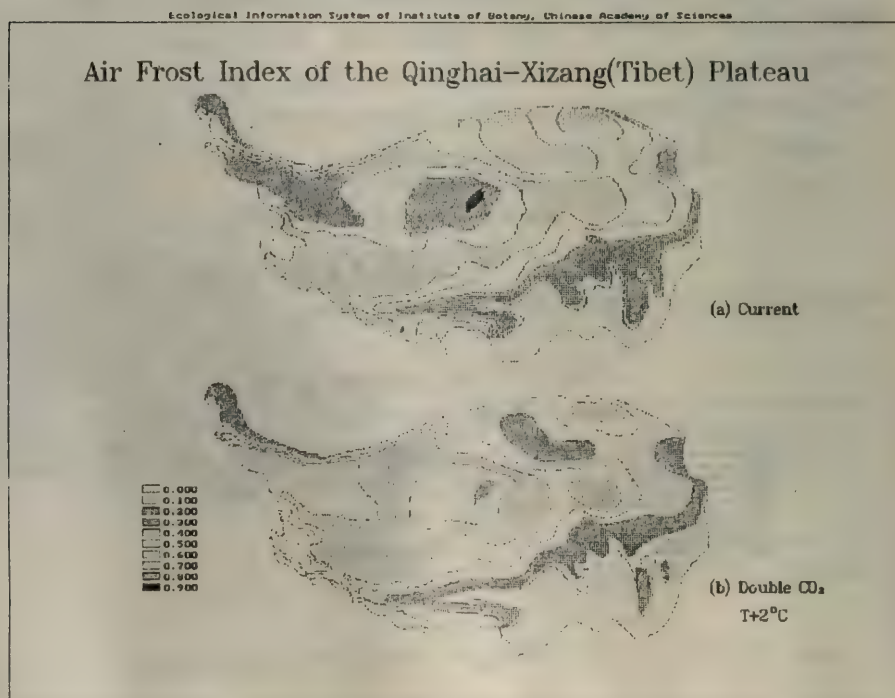 Ecological Information System of Institute of Botany, Chinese Academy of Sciences
Air Frost Index of the Qinghai-Xizang(Tibet) Plateau
(a) Current
0.000
0.100
0.200
0.300
0.400
0.500
0.600
0.700
0.800
0.900
(b) Double CO₂
T+2°C